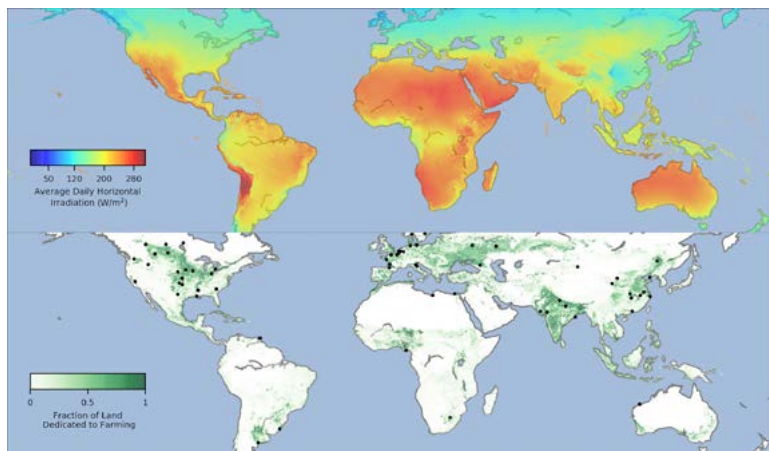 50 120 200 280
Average Daily Horizontal
Irradiation (W/m²)
0 0.5 1
Fraction of Land
Dedicated to Farming